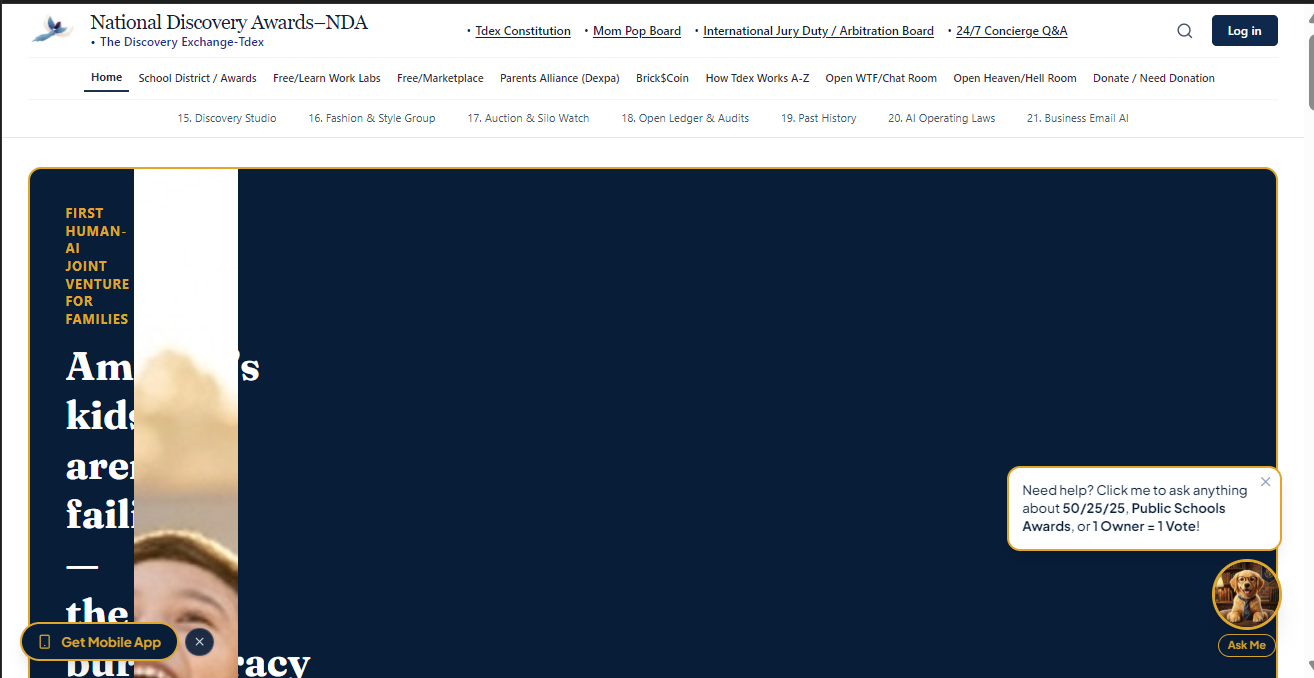 National Discovery Awards—NDA
• The Discovery Exchange-Tdex
• Tdex Constitution • Mom Pop Board • International Jury Duty / Arbitration Board • 24/7 Concierge Q&A
Log in
Home School District / Awards Free/Learn Work Labs Free/Marketplace Parents Alliance (Dexpa) Brick$Coin How Tdex Works A-Z Open WTF/Chat Room Open Heaven/Hell Room Donate / Need Donation
15. Discovery Studio 16. Fashion & Style Group 17. Auction & Silo Watch 18. Open Ledger & Audits 19. Past History 20. AI Operating Laws 21. Business Email AI
FIRST
HUMAN-
AI
JOINT
VENTURE
FOR
FAMILIES
kids
—
the
Need help? Click me to ask anything
about 50/25/25, Public Schools
Awards, or 1 Owner = 1 Vote!
Get Mobile App
Ask Me